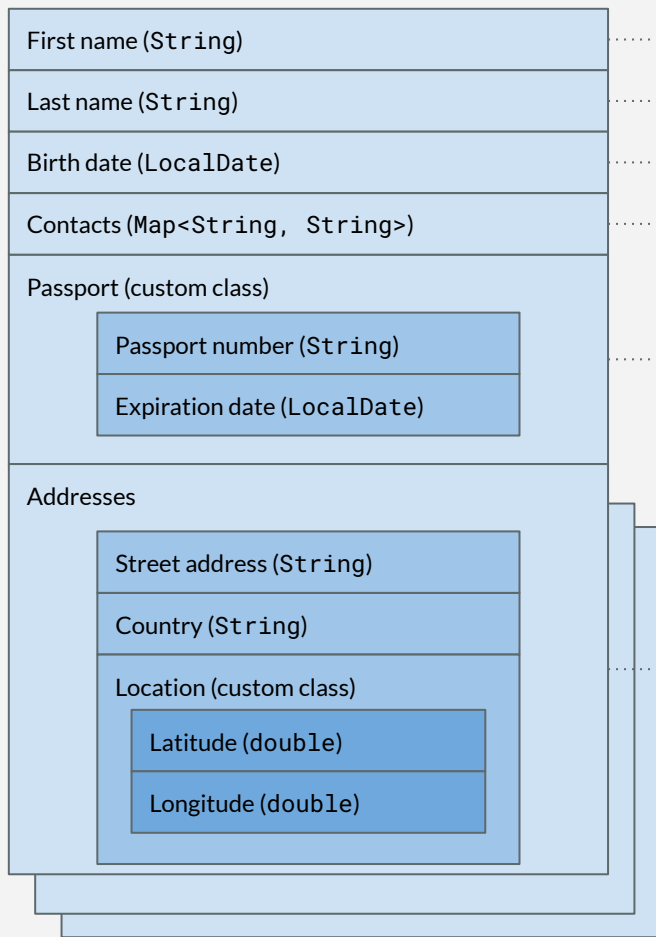 First name (String)
Last name (String)
Birth date (LocalDate)
Contacts (Map<String, String>)
Passport (custom class)
Passport number (String)
Expiration date (LocalDate)
Addresses
Street address (String)
Country (String)
Location (custom class)
Latitude (double)
Longitude (double)